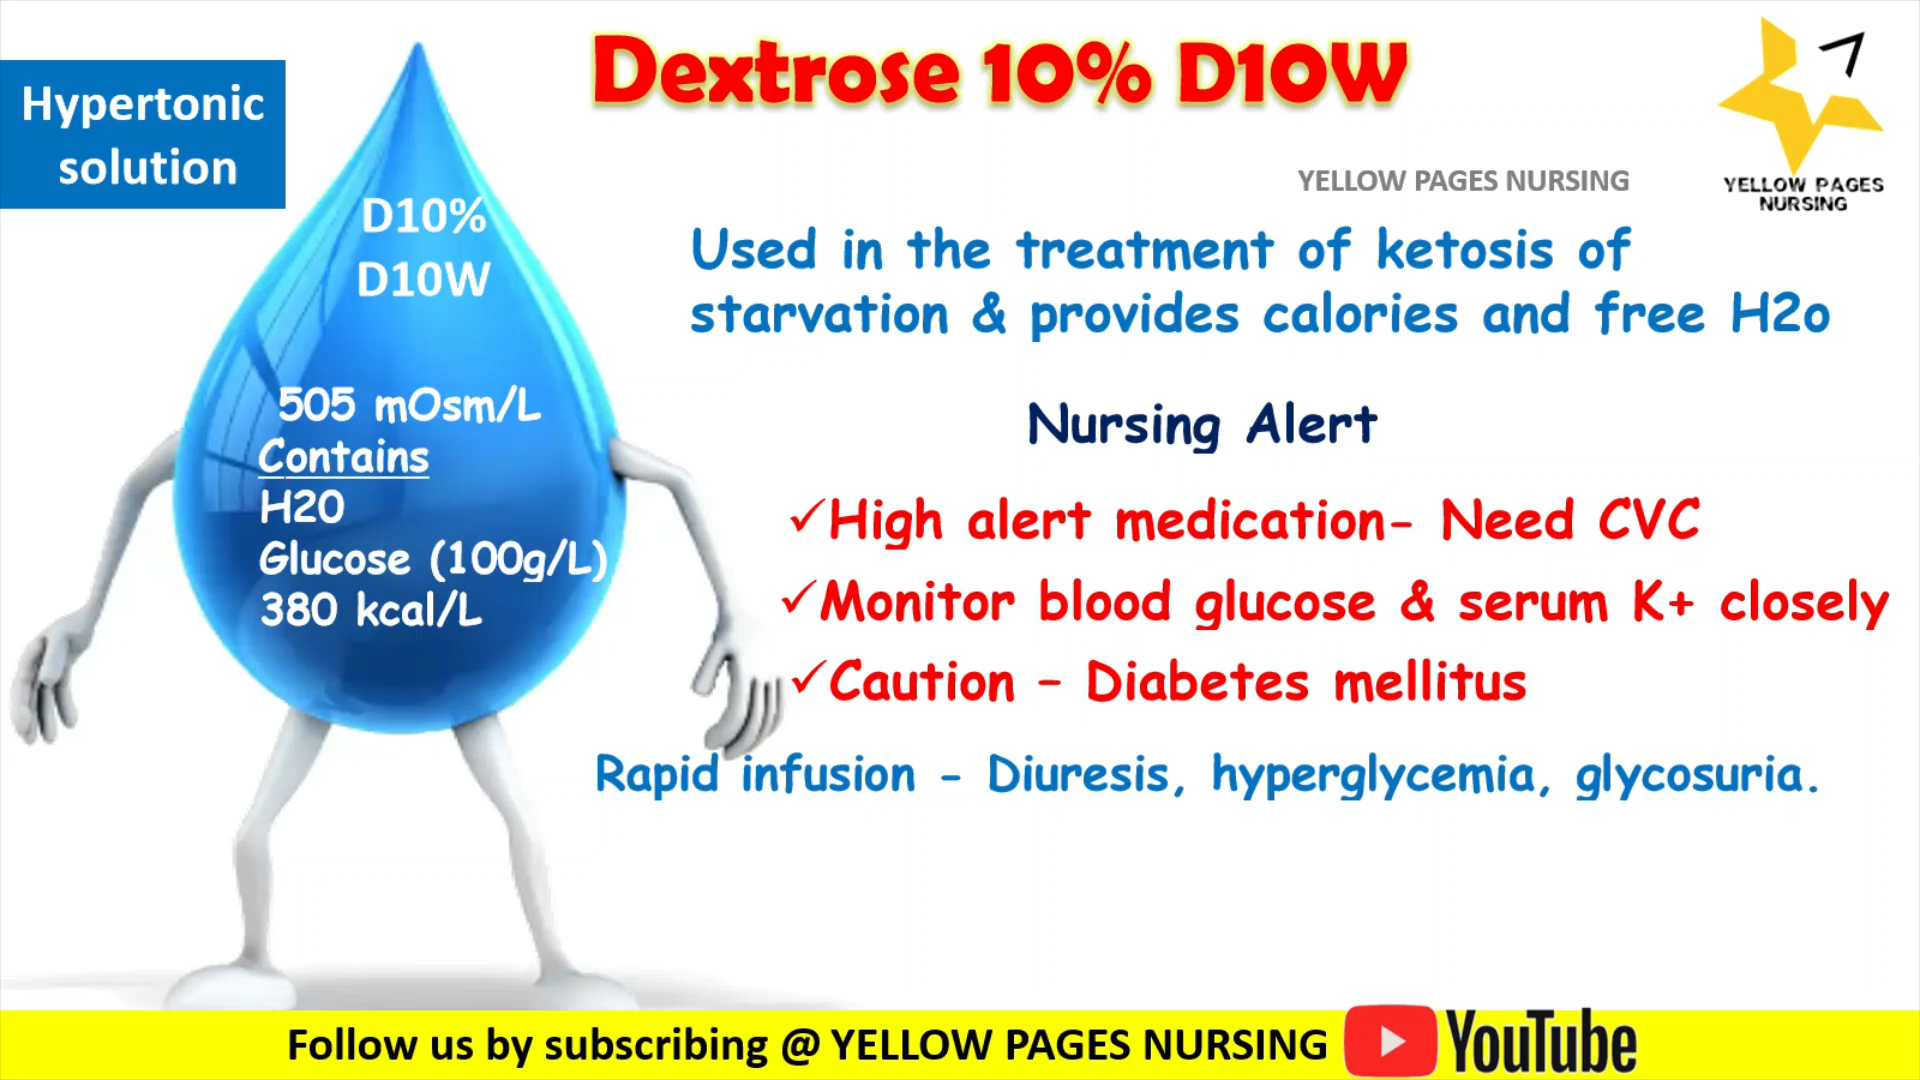 Dextrose 10% D10W
Hypertonic
solution
YELLOW PAGES NURSING
YELLOW PAGES
NURSING
D10%
D10W
505 mOsm/L
Contains
H20
Glucose (100g/L)
380 kcal/L
Used in the treatment of ketosis of
starvation & provides calories and free H2o
Nursing Alert
✓High alert medication- Need CVC
✓Monitor blood glucose & serum K+ closely
✓Caution – Diabetes mellitus
Rapid infusion - Diuresis, hyperglycemia, glycosuria.
Follow us by subscribing @ YELLOW PAGES NURSING YouTube